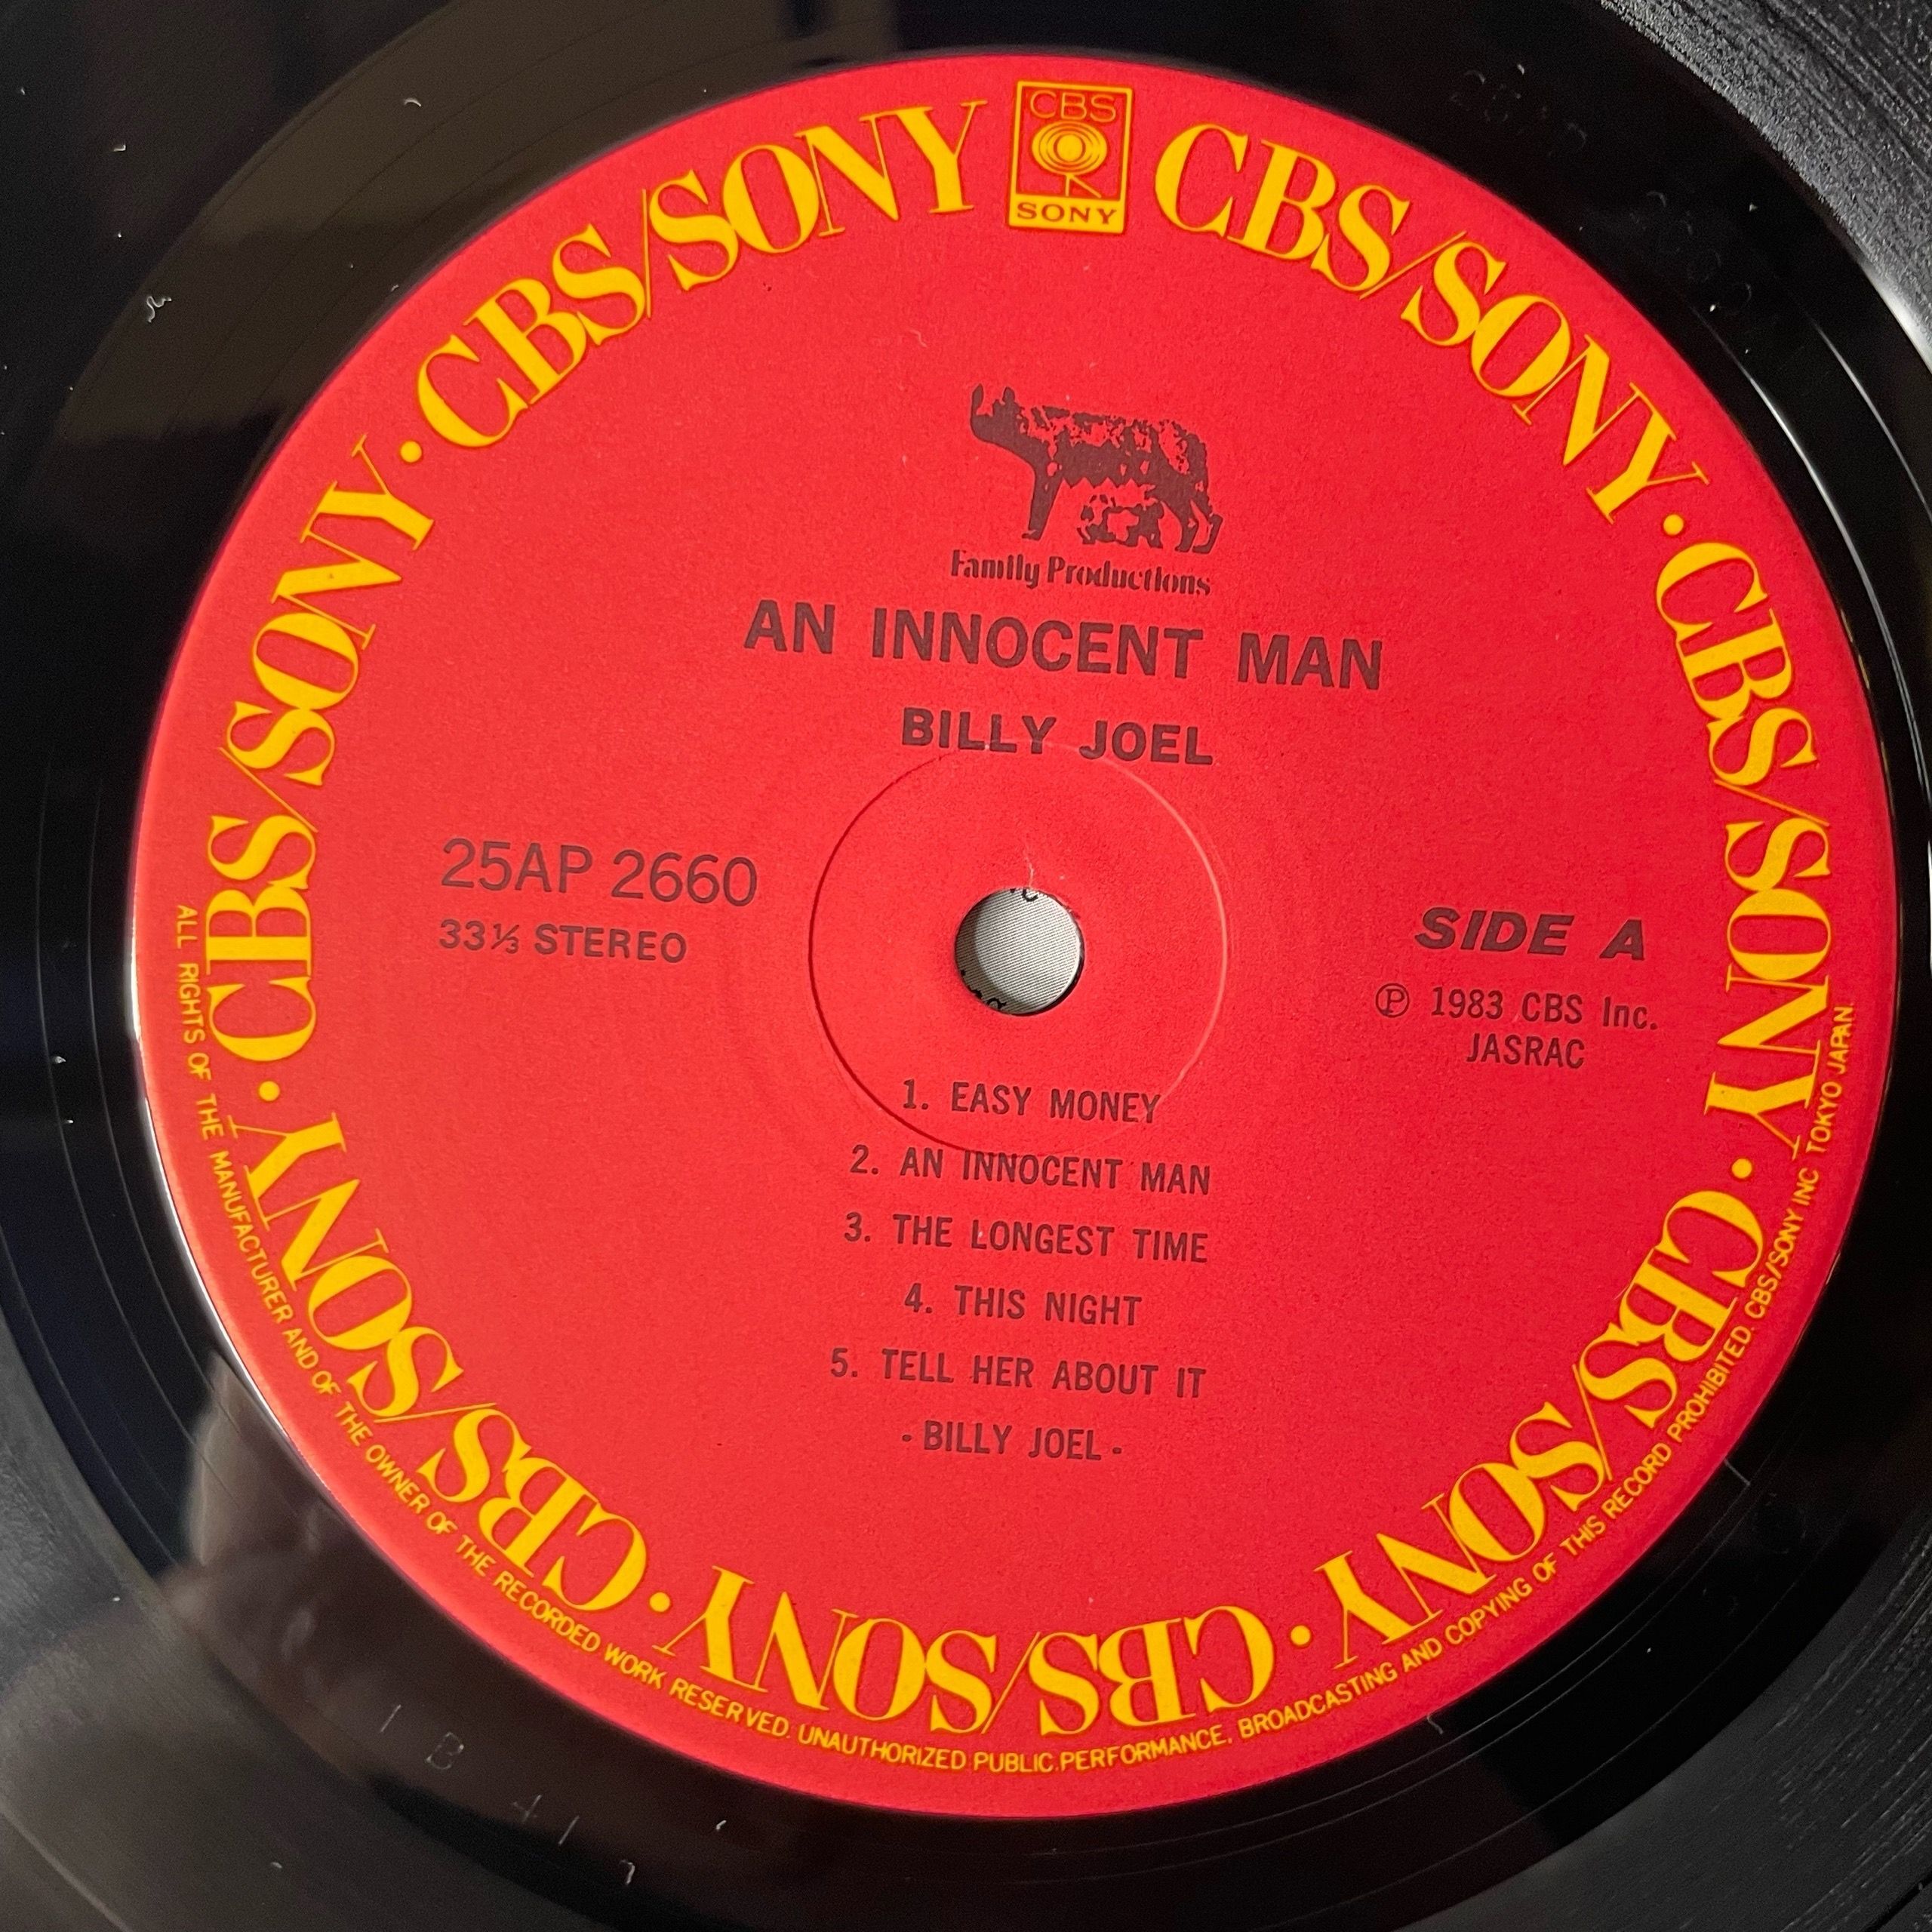 CBS
SONY
CBS/SONY · CBS/SONY · CBS/SONY · CBS/SONY · CBS/SONY · CBS/SONY · CBS/SONY
Family Productions
AN INNOCENT MAN
BILLY JOEL
25AP 2660
33⅓ STEREO
SIDE A
Ⓟ 1983 CBS Inc.
JASRAC
1. EASY MONEY
2. AN INNOCENT MAN
3. THE LONGEST TIME
4. THIS NIGHT
5. TELL HER ABOUT IT
- BILLY JOEL -
ALL RIGHTS OF THE MANUFACTURER AND OF THE OWNER OF THE RECORDED WORK RESERVED. UNAUTHORIZED PUBLIC PERFORMANCE, BROADCASTING AND COPYING OF THIS RECORD PROHIBITED. CBS/SONY INC TOKYO JAPAN
1 B 41